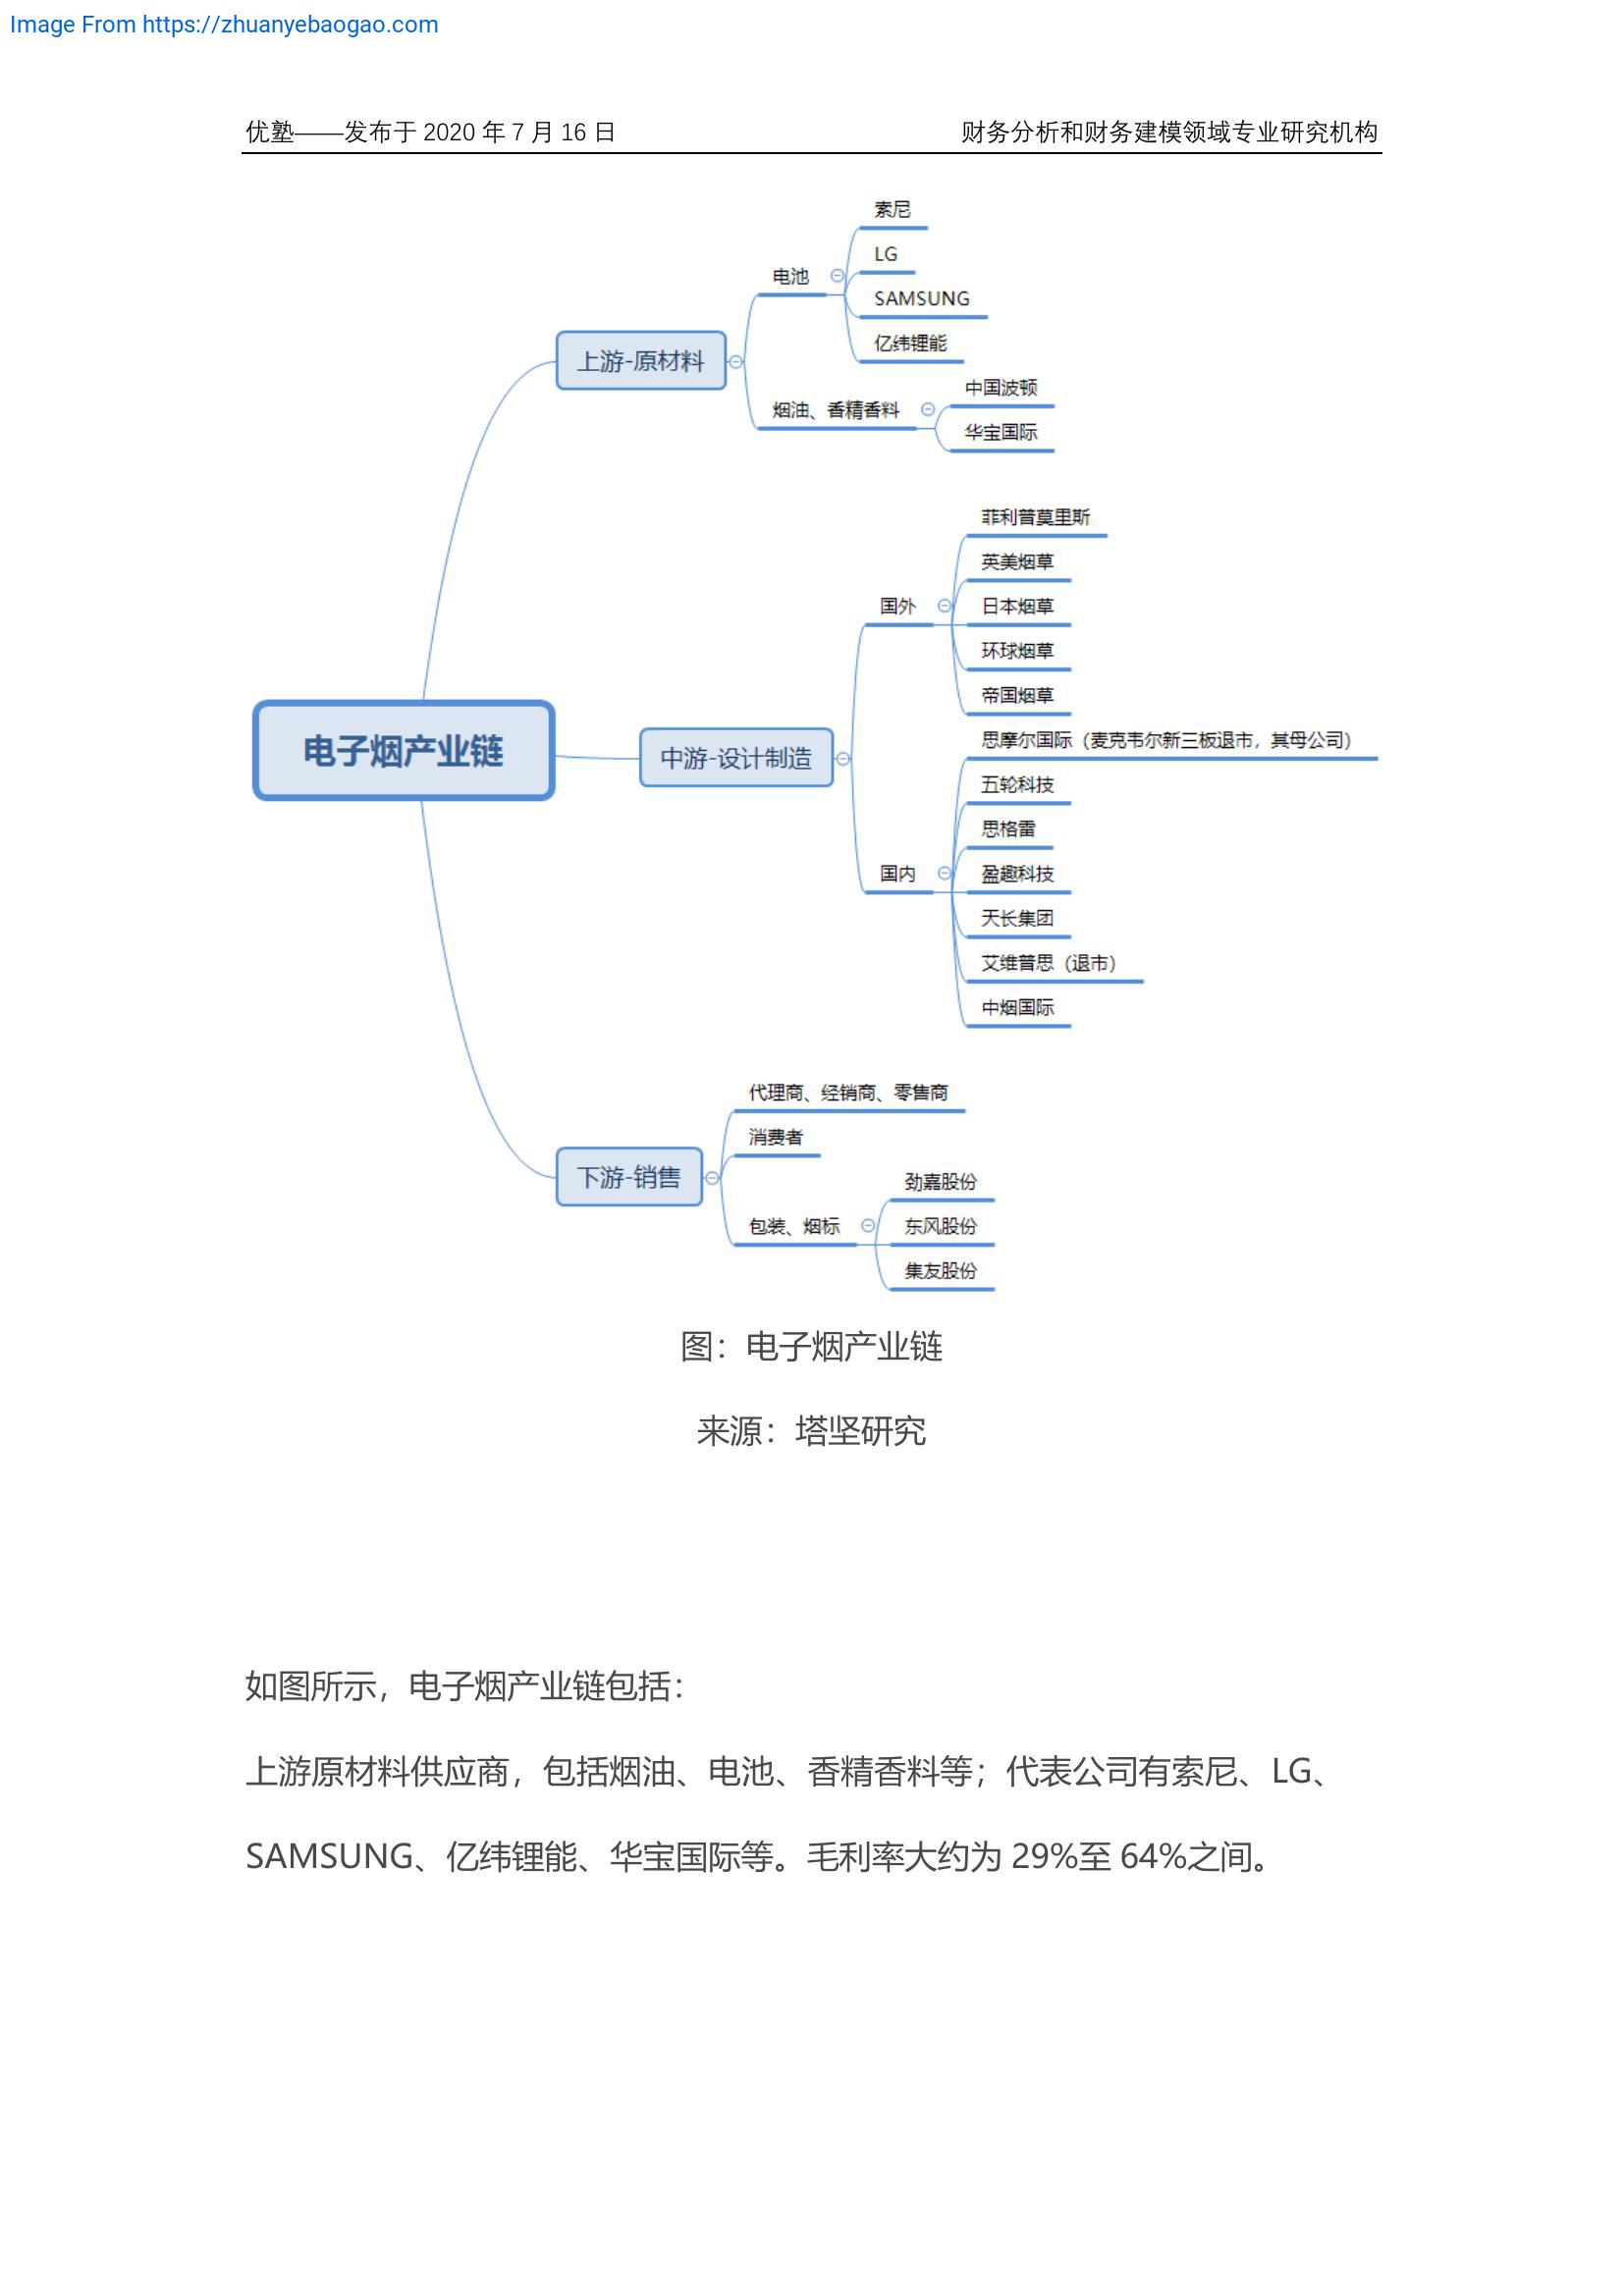 Image From https://zhuanyebaogao.com
优塾——发布于 2020 年 7 月 16 日
财务分析和财务建模领域专业研究机构
索尼
LG
电池
SAMSUNG
亿纬锂能
上游-原材料
中国波顿
烟油、香精香料
华宝国际
菲利普莫里斯
英美烟草
国外
日本烟草
环球烟草
帝国烟草
思摩尔国际（麦克韦尔新三板退市，其母公司）
电子烟产业链
中游-设计制造
五轮科技
思格雷
国内
盈趣科技
天长集团
艾维普思（退市）
中烟国际
代理商、经销商、零售商
消费者
下游-销售
劲嘉股份
包装、烟标
东风股份
集友股份
图：电子烟产业链
来源：塔坚研究
如图所示，电子烟产业链包括：
上游原材料供应商，包括烟油、电池、香精香料等；代表公司有索尼、LG、
SAMSUNG、亿纬锂能、华宝国际等。毛利率大约为 29%至 64%之间。